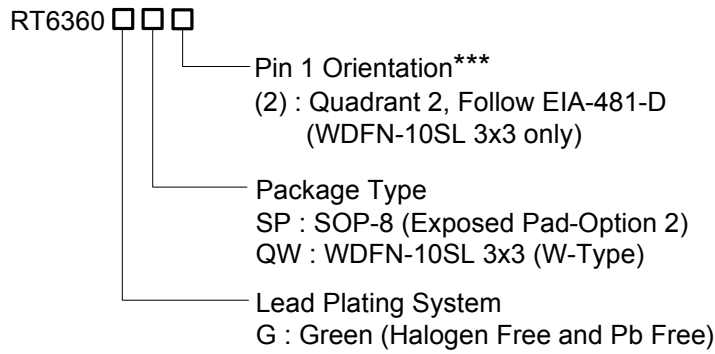 RT6360
Pin 1 Orientation***
(2) : Quadrant 2, Follow EIA-481-D
(WDFN-10SL 3x3 only)
Package Type
SP : SOP-8 (Exposed Pad-Option 2)
QW : WDFN-10SL 3x3 (W-Type)
Lead Plating System
G : Green (Halogen Free and Pb Free)